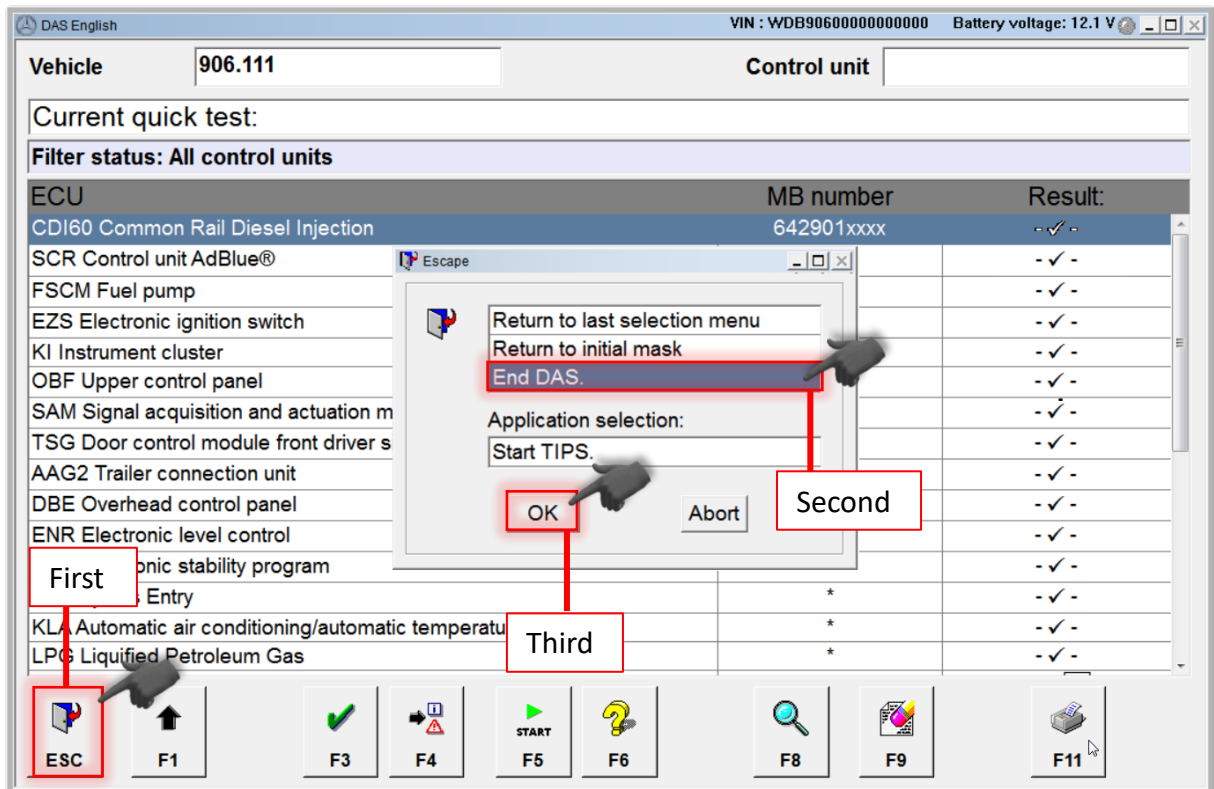 DAS English VIN : WDB90600000000000 Battery voltage: 12.1 V
Vehicle 906.111 Control unit
Current quick test:
Filter status: All control units
ECU MB number Result:
CDI60 Common Rail Diesel Injection 642901xxxx - ✓ -
SCR Control unit AdBlue® - ✓ -
FSCM Fuel pump - ✓ -
EZS Electronic ignition switch - ✓ -
KI Instrument cluster - ✓ -
OBF Upper control panel - ✓ -
SAM Signal acquisition and actuation m - ✓ -
TSG Door control module front driver s - ✓ -
AAG2 Trailer connection unit - ✓ -
DBE Overhead control panel - ✓ -
ENR Electronic level control - ✓ -
onic stability program - ✓ -
Entry * - ✓ -
KLA Automatic air conditioning/automatic temperatu * - ✓ -
LPG Liquified Petroleum Gas * - ✓ -
Escape
Return to last selection menu
Return to initial mask
End DAS.
Application selection:
Start TIPS.
OK Abort
First
Second
Third
START
ESC F1 F3 F4 F5 F6 F8 F9 F11